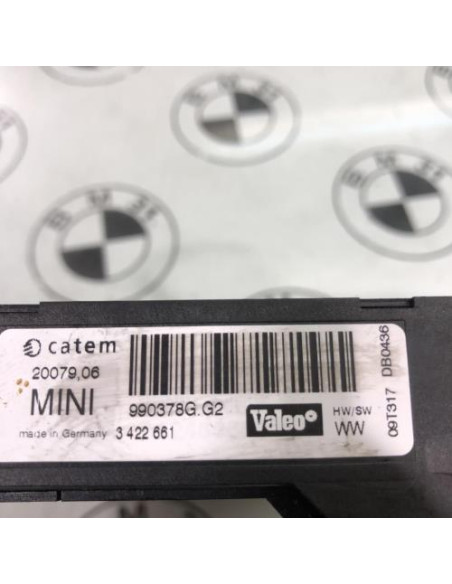 catem
20079,06
MINI
990378G.G2
made in Germany
3 422 661
Valeo
HW/SW
WW
09T317 DB0436